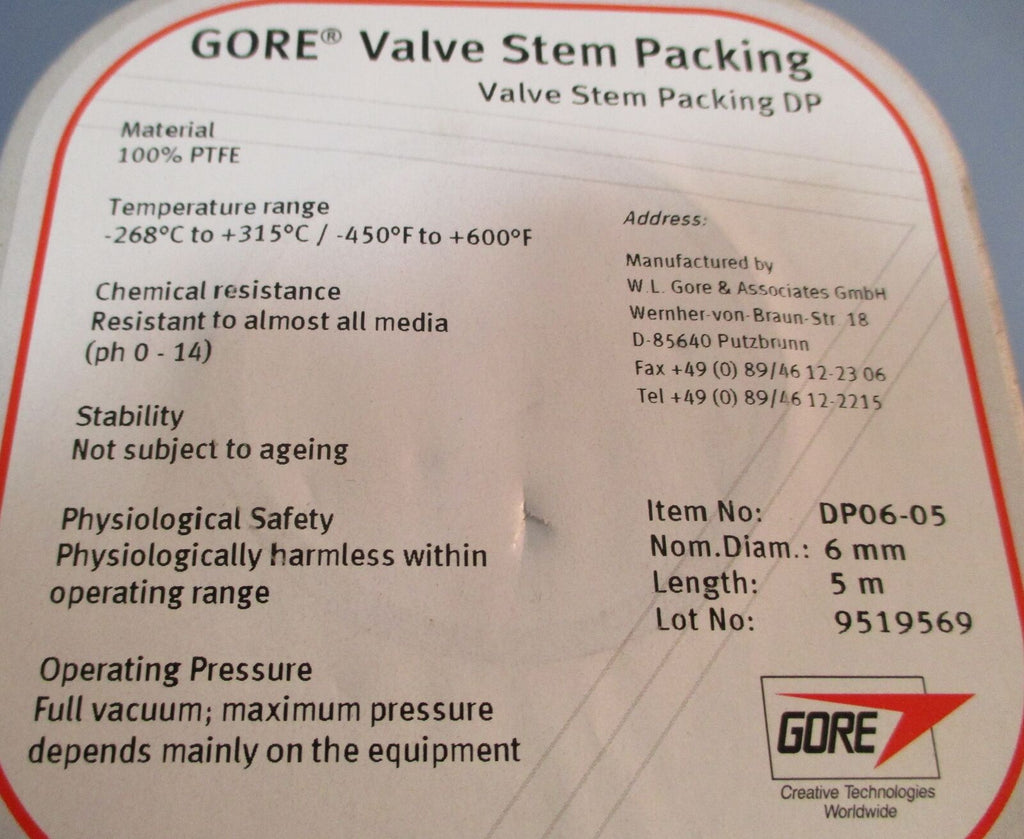 GORE® Valve Stem Packing
Valve Stem Packing DP
Material
100% PTFE
Temperature range
-268°C to +315°C / -450°F to +600°F
Chemical resistance
Resistant to almost all media
(ph 0 - 14)
Stability
Not subject to ageing
Physiological Safety
Physiologically harmless within
operating range
Operating Pressure
Full vacuum; maximum pressure
depends mainly on the equipment
Address:
Manufactured by
W.L. Gore & Associates GmbH
Wernher-von-Braun-Str. 18
D-85640 Putzbrunn
Fax +49 (0) 89/46 12-23 06
Tel +49 (0) 89/46 12-2215
Item No: DP06-05
Nom.Diam.: 6 mm
Length: 5 m
Lot No: 9519569
GORE
Creative Technologies
Worldwide